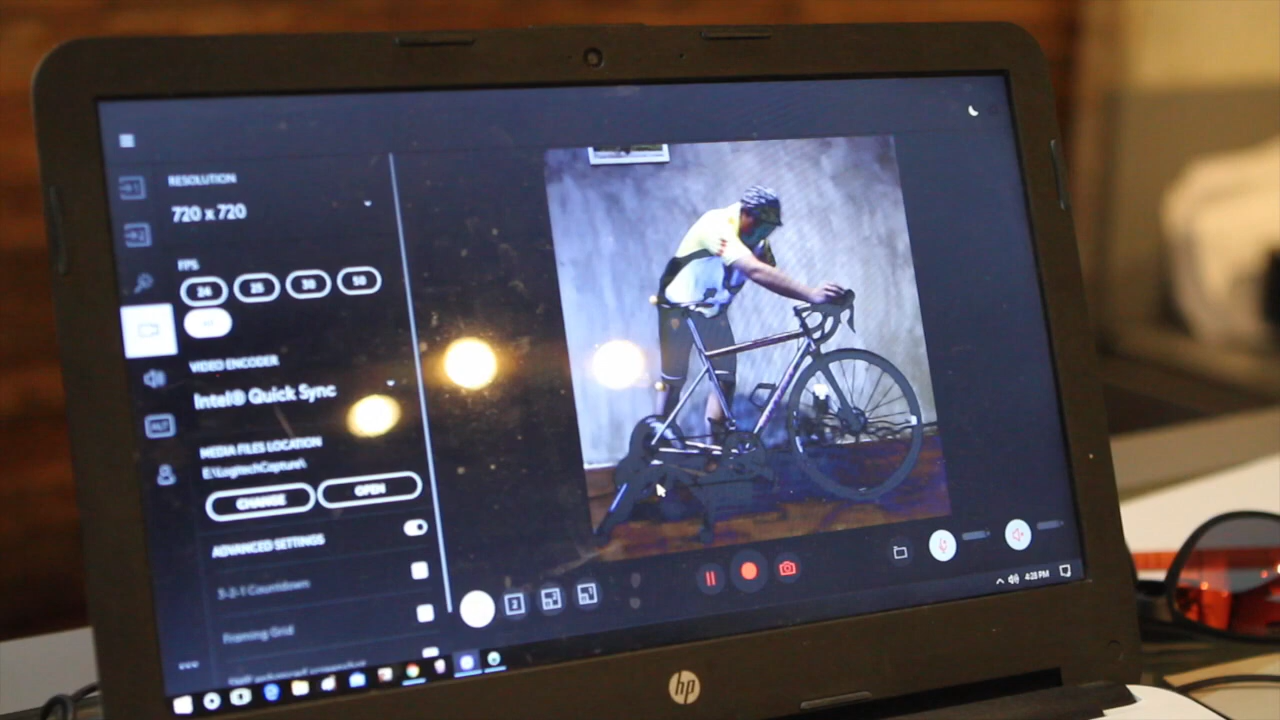 RESOLUTION
720 x 720
FPS
24 25 30 50
VIDEO ENCODER
Intel® Quick Sync
MEDIA FILES LOCATION
E:\LogitechCapture\
CHANGE OPEN
ADVANCED SETTINGS
3-2-1 Countdown
Framing Grid
ALT
4:28 PM
hp